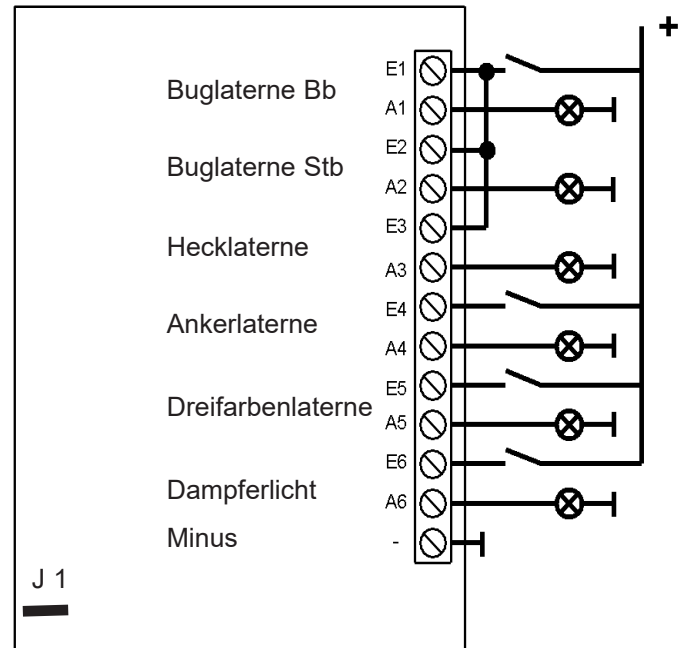 +
E1
Buglaterne Bb
A1
E2
Buglaterne Stb
A2
E3
Hecklaterne
A3
E4
Ankerlaterne
A4
E5
Dreifarbenlaterne
A5
E6
Dampferlicht
A6
Minus -
J 1